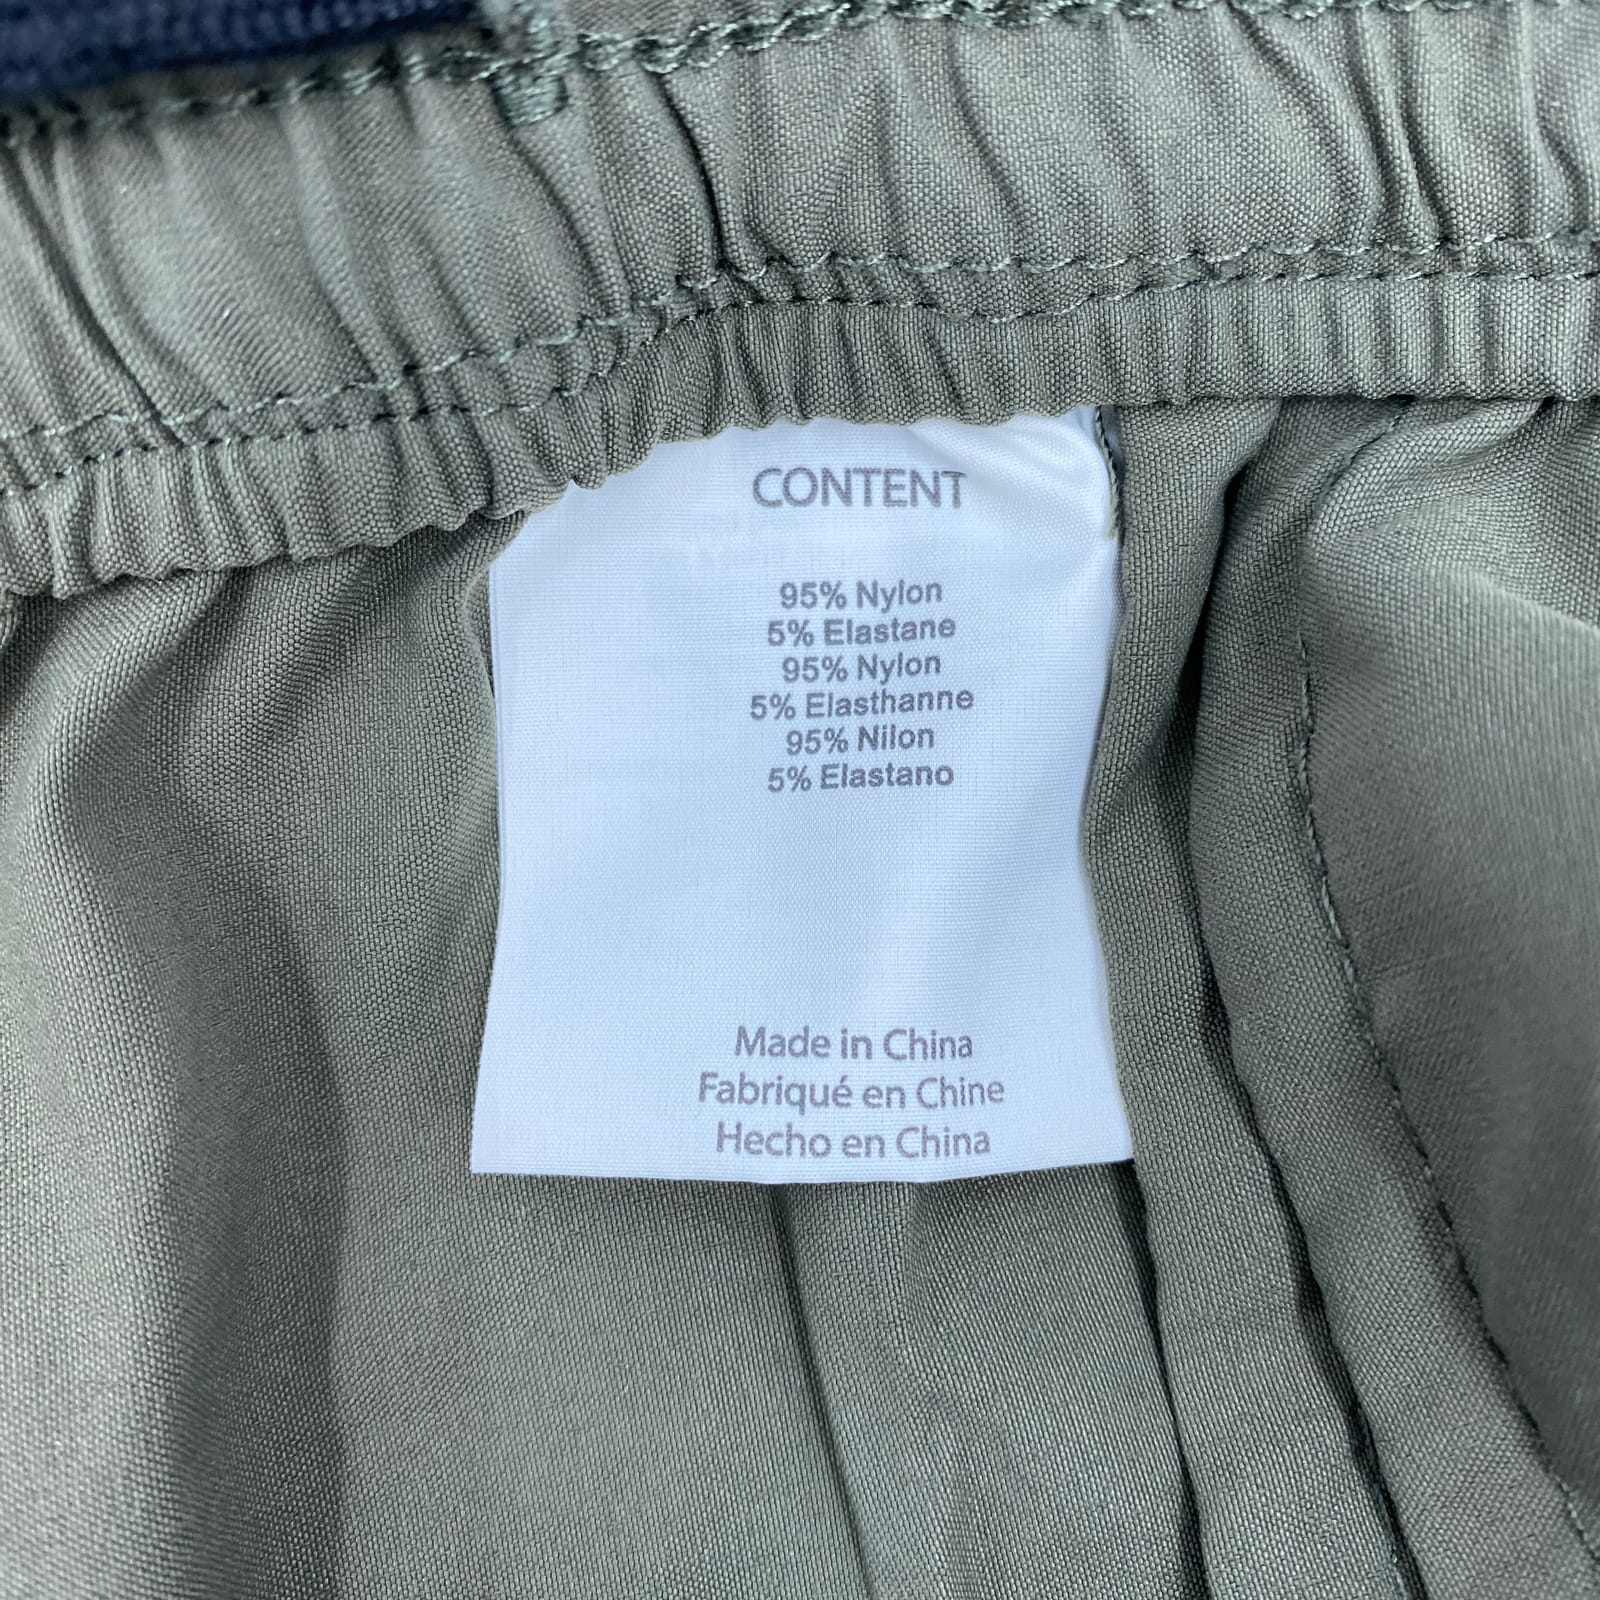 CONTENT
95% Nylon
5% Elastane
95% Nylon
5% Elasthanne
95% Nilon
5% Elastano
Made in China
Fabriqué en Chine
Hecho en China